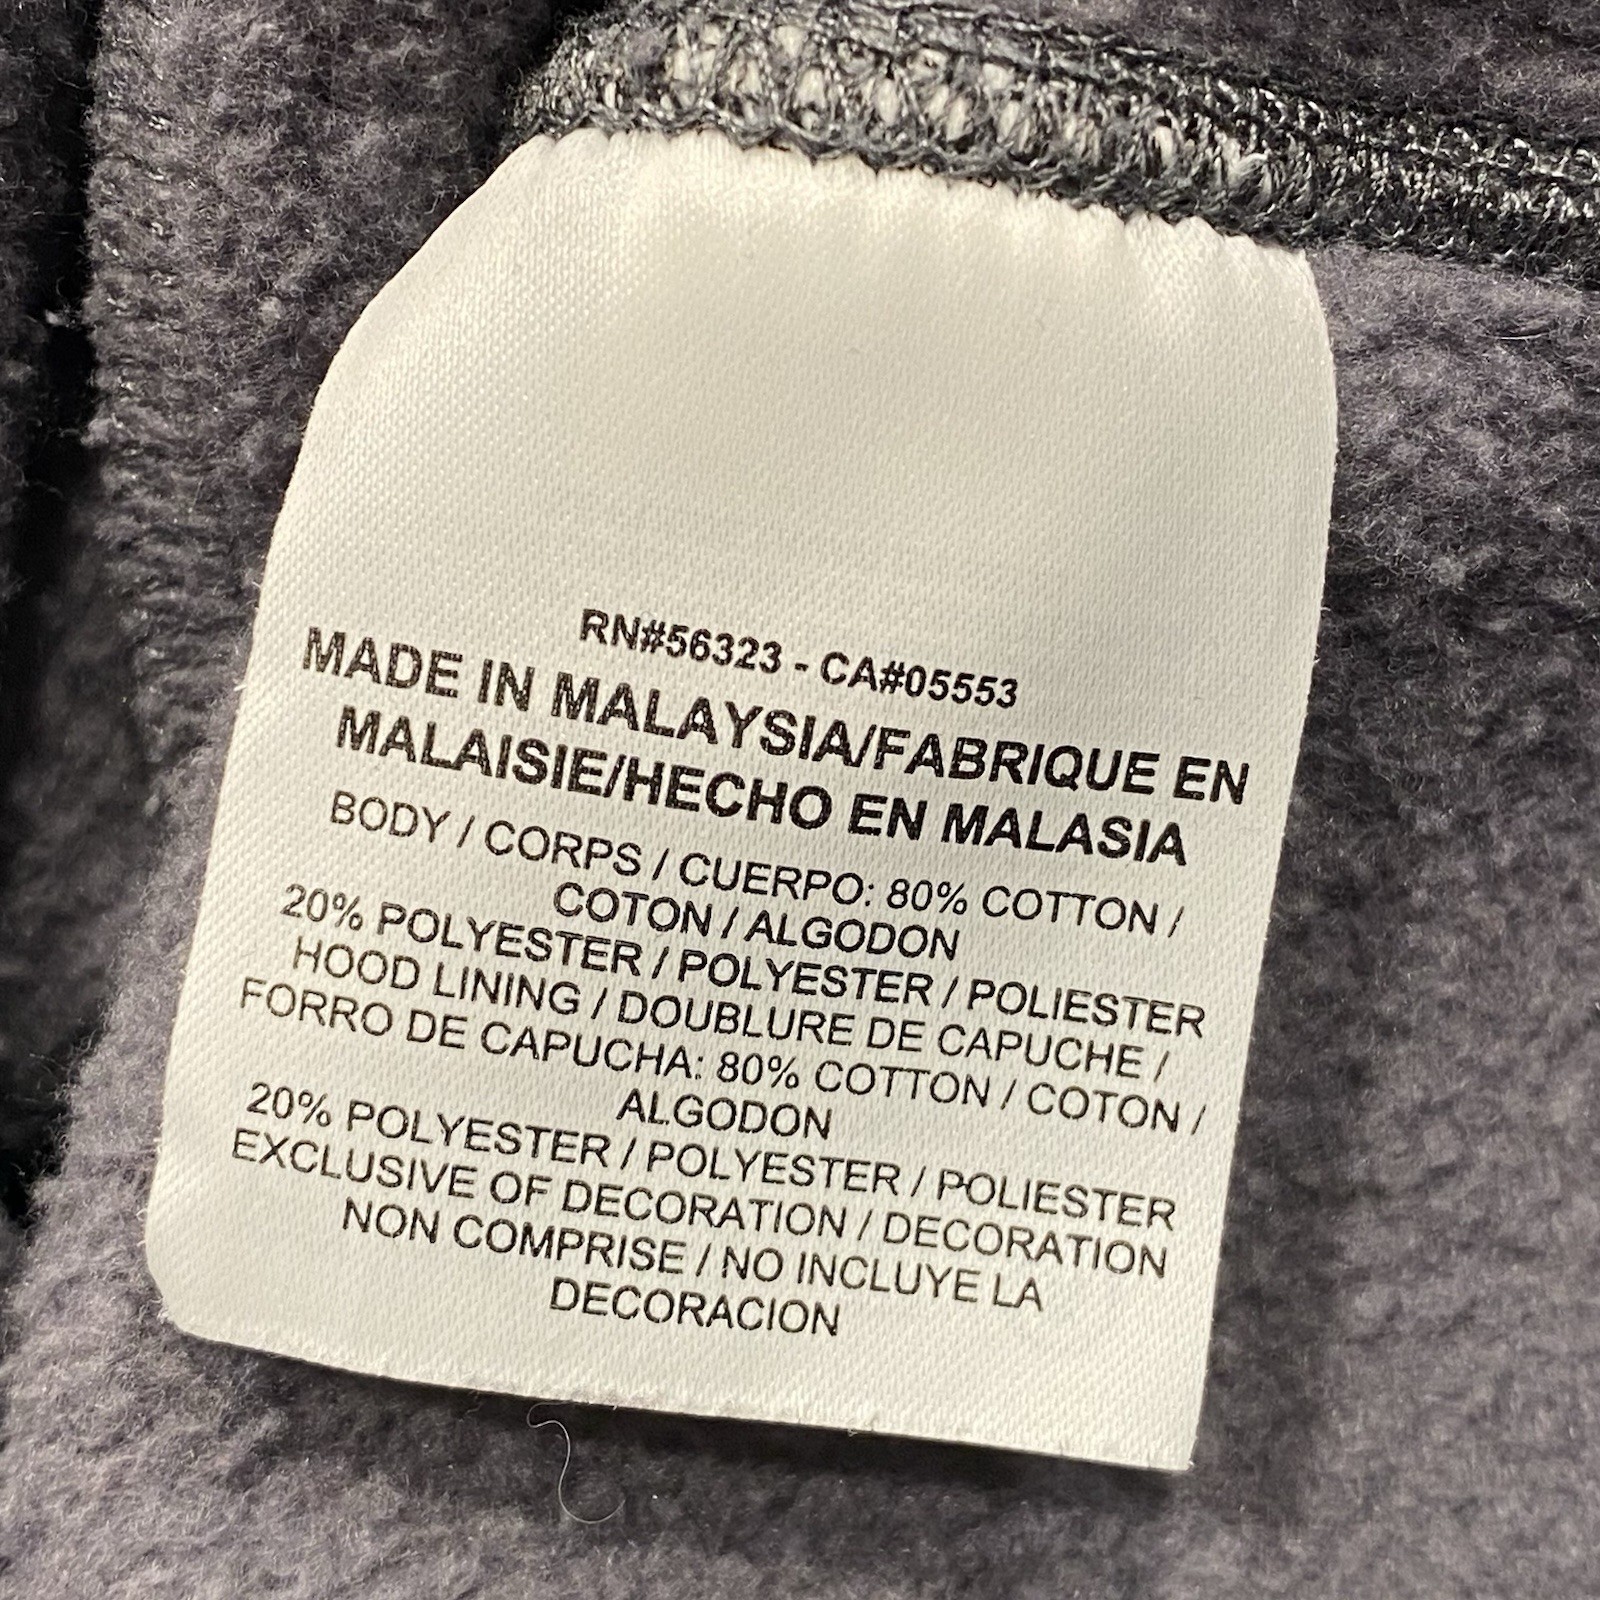 RN#56323 - CA#05553
MADE IN MALAYSIA/FABRIQUE EN
MALAISIE/HECHO EN MALASIA
BODY / CORPS / CUERPO: 80% COTTON /
COTON / ALGODON
20% POLYESTER / POLYESTER / POLIESTER
HOOD LINING / DOUBLURE DE CAPUCHE /
FORRO DE CAPUCHA: 80% COTTON / COTON /
ALGODON
20% POLYESTER / POLYESTER / POLIESTER
EXCLUSIVE OF DECORATION / DECORATION
NON COMPRISE / NO INCLUYE LA
DECORACION